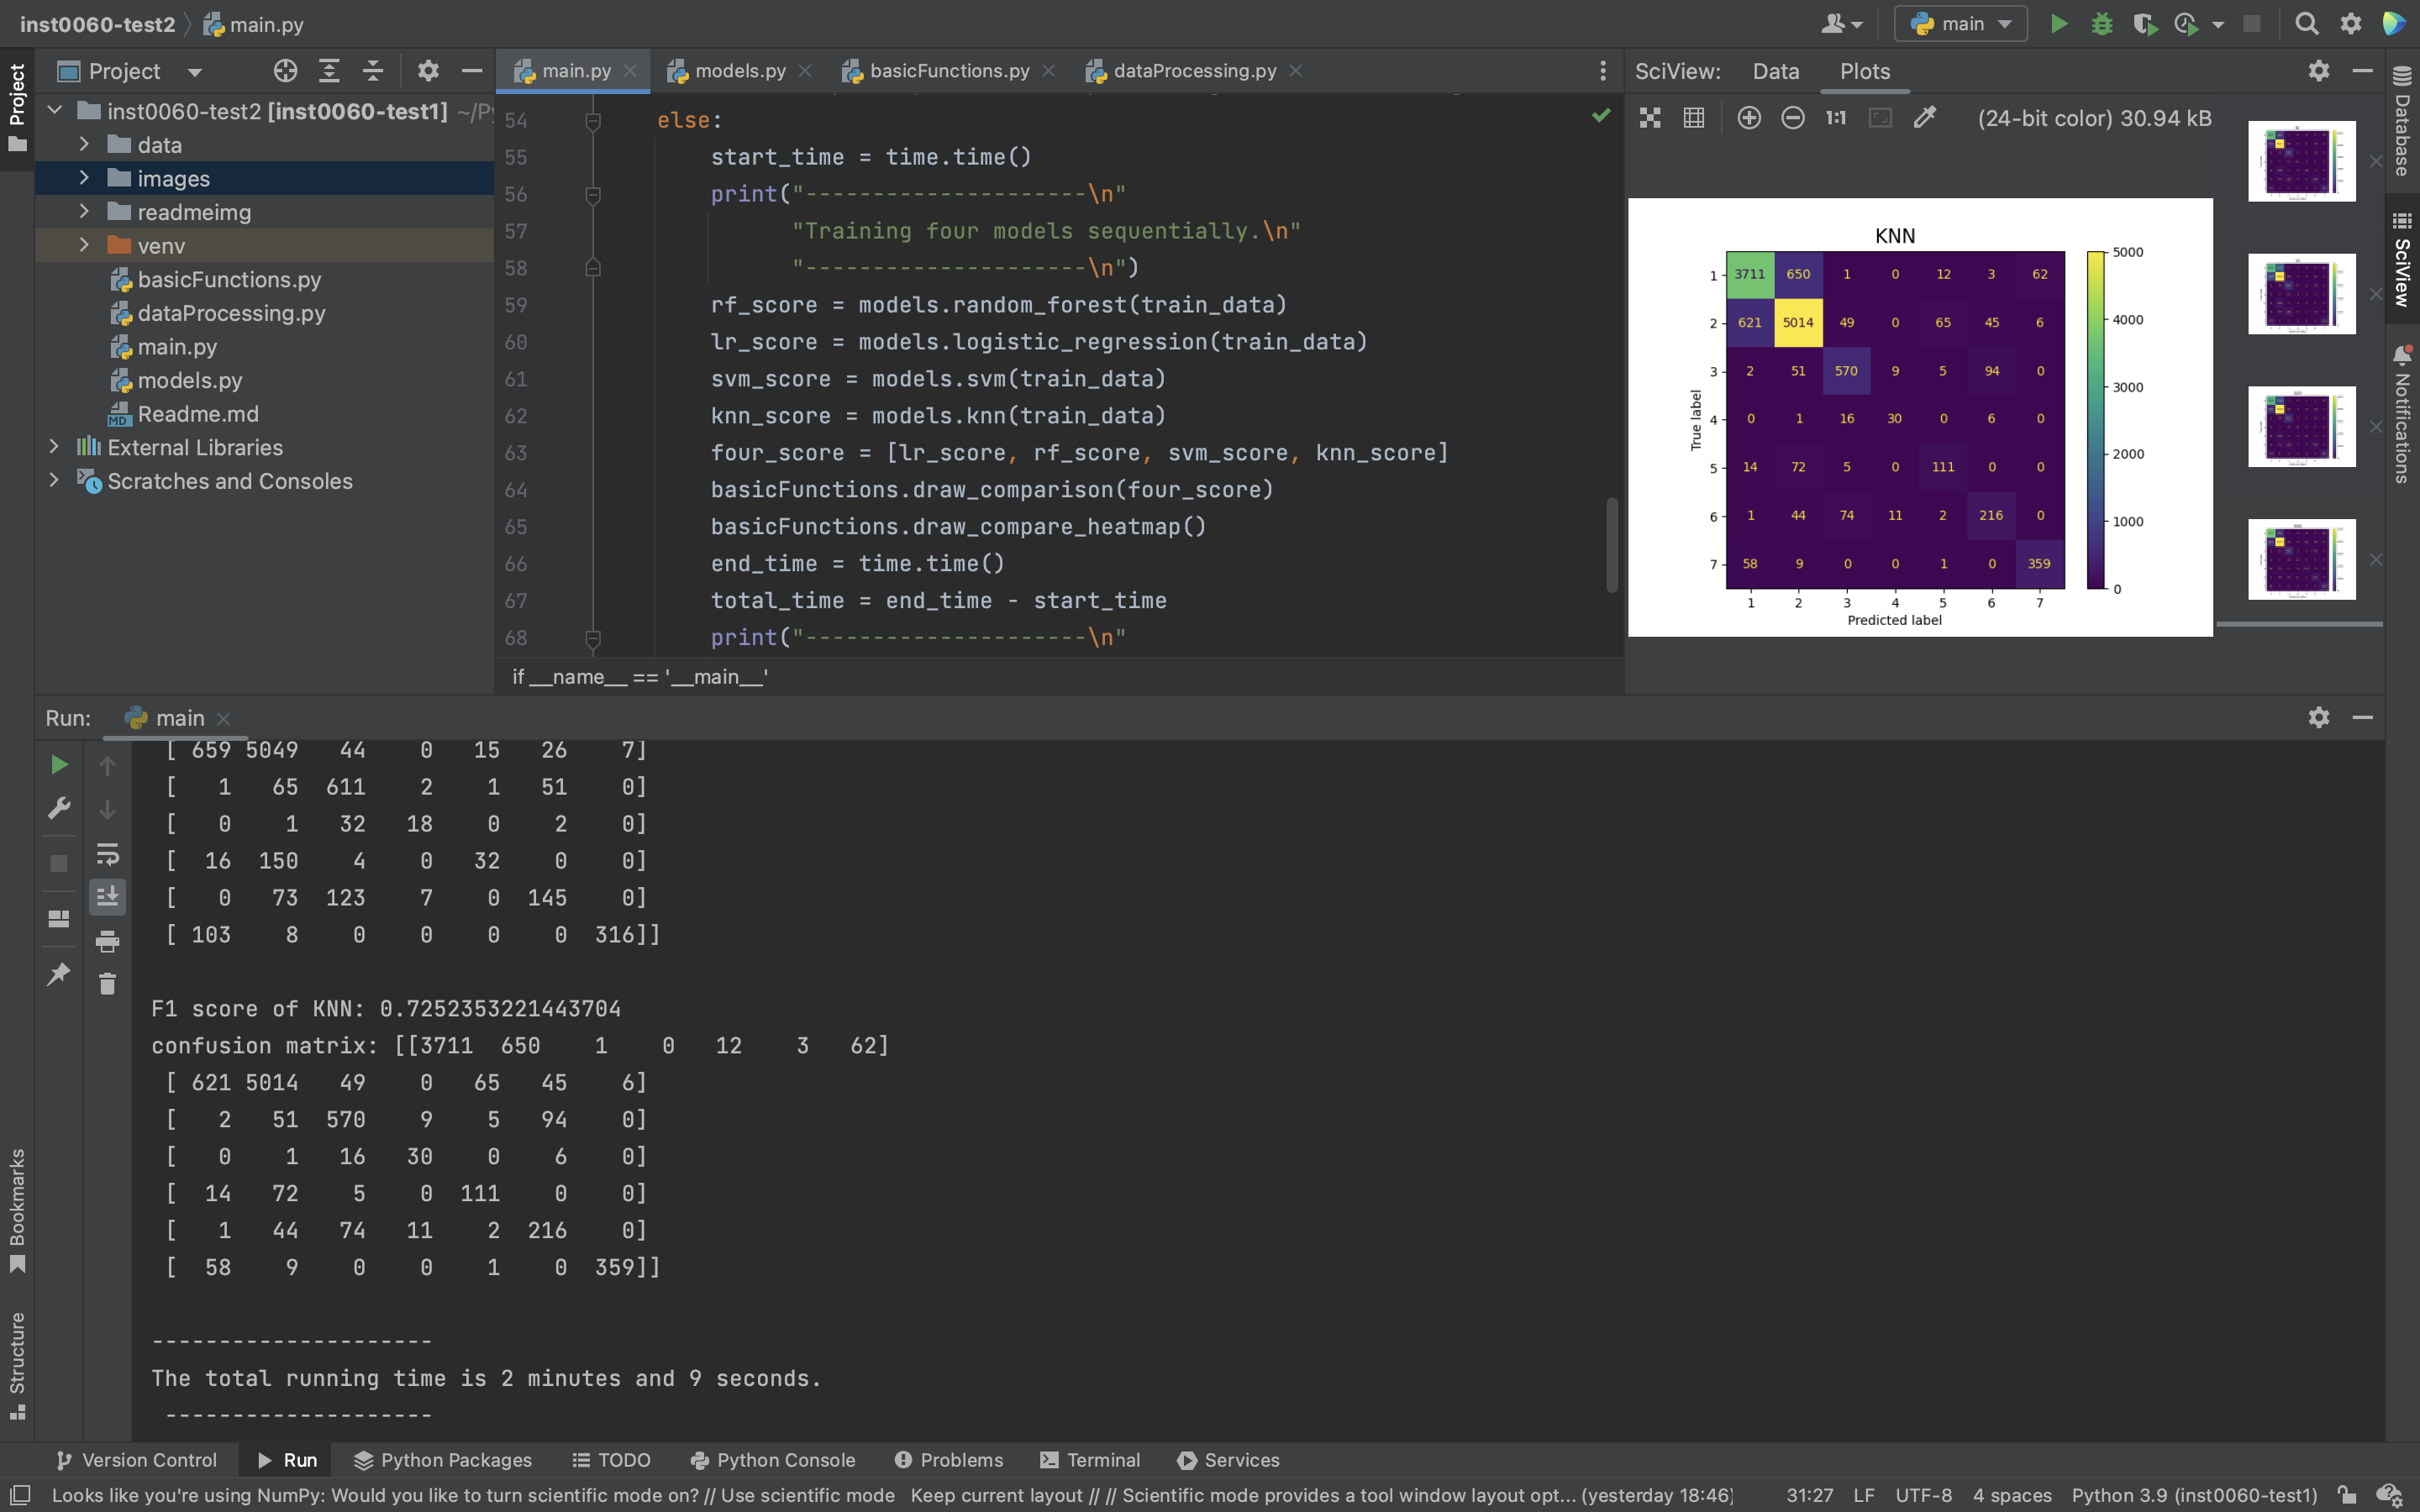 inst0060-test2 main.py
main
Project
Project
inst0060-test2 [inst0060-test1] ~/Py
data
images
readmeimg
venv
basicFunctions.py
dataProcessing.py
main.py
models.py
Readme.md
External Libraries
Scratches and Consoles
Bookmarks
Structure
main.py models.py basicFunctions.py dataProcessing.py
54 else:
55 start_time = time.time()
56 print("---------------------\n"
57 "Training four models sequentially.\n"
58 "---------------------\n")
59 rf_score = models.random_forest(train_data)
60 lr_score = models.logistic_regression(train_data)
61 svm_score = models.svm(train_data)
62 knn_score = models.knn(train_data)
63 four_score = [lr_score, rf_score, svm_score, knn_score]
64 basicFunctions.draw_comparison(four_score)
65 basicFunctions.draw_compare_heatmap()
66 end_time = time.time()
67 total_time = end_time - start_time
68 print("---------------------\n"
if __name__ == '__main__'
SciView: Data Plots
1:1 (24-bit color) 30.94 kB
KNN
1 3711 650 1 0 12 3 62
2 621 5014 49 0 65 45 6
3 2 51 570 9 5 94 0
4 0 1 16 30 0 6 0
5 14 72 5 0 111 0 0
6 1 44 74 11 2 216 0
7 58 9 0 0 1 0 359
1 2 3 4 5 6 7
True label
Predicted label
5000
4000
3000
2000
1000
0
Database
SciView
Notifications
Run: main
[ 659 5049 44 0 15 26 7]
[ 1 65 611 2 1 51 0]
[ 0 1 32 18 0 2 0]
[ 16 150 4 0 32 0 0]
[ 0 73 123 7 0 145 0]
[ 103 8 0 0 0 0 316]]
F1 score of KNN: 0.7252353221443704
confusion matrix: [[3711 650 1 0 12 3 62]
[ 621 5014 49 0 65 45 6]
[ 2 51 570 9 5 94 0]
[ 0 1 16 30 0 6 0]
[ 14 72 5 0 111 0 0]
[ 1 44 74 11 2 216 0]
[ 58 9 0 0 1 0 359]]
---------------------
The total running time is 2 minutes and 9 seconds.
--------------------
Version Control Run Python Packages TODO Python Console Problems Terminal Services
Looks like you're using NumPy: Would you like to turn scientific mode on? // Use scientific mode Keep current layout // // Scientific mode provides a tool window layout opt... (yesterday 18:46) 31:27 LF UTF-8 4 spaces Python 3.9 (inst0060-test1)